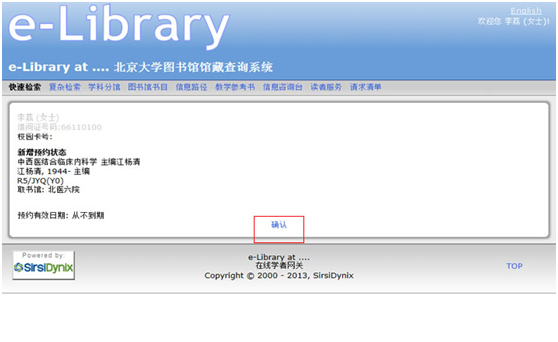 e-Library
English
欢迎您 李荔 (女士)!
e-Library at .... 北京大学图书馆馆藏查询系统
快速检索 复杂检索 学科分馆 图书馆书目 信息路径 教学参考书 信息咨询台 读者服务 请求清单
李荔 (女士)
借阅证号码:66110100
校园卡号:
新增预约状态
中西医结合临床内科学 主编江杨清
江杨清, 1944- 主编
R5/JYQ(Y0)
取书馆: 北医六院
预约有效日期: 从不到期
确认
Powered by:
SirsiDynix
e-Library at ....
在线学者网关
Copyright © 2000 - 2013, SirsiDynix
TOP